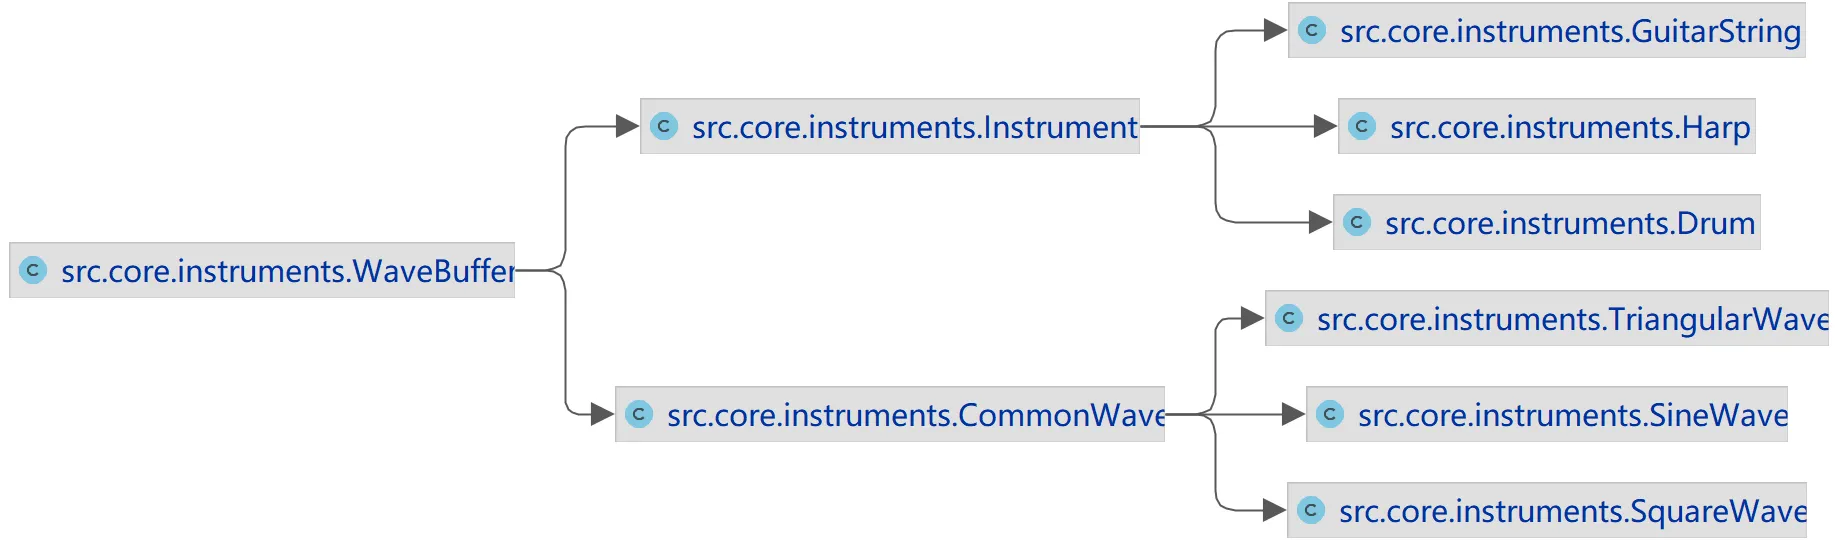 C src.core.instruments.GuitarString
C src.core.instruments.Instrument
C src.core.instruments.Harp
C src.core.instruments.Drum
C src.core.instruments.WaveBuffer
C src.core.instruments.TriangularWave
C src.core.instruments.CommonWave
C src.core.instruments.SineWave
C src.core.instruments.SquareWave